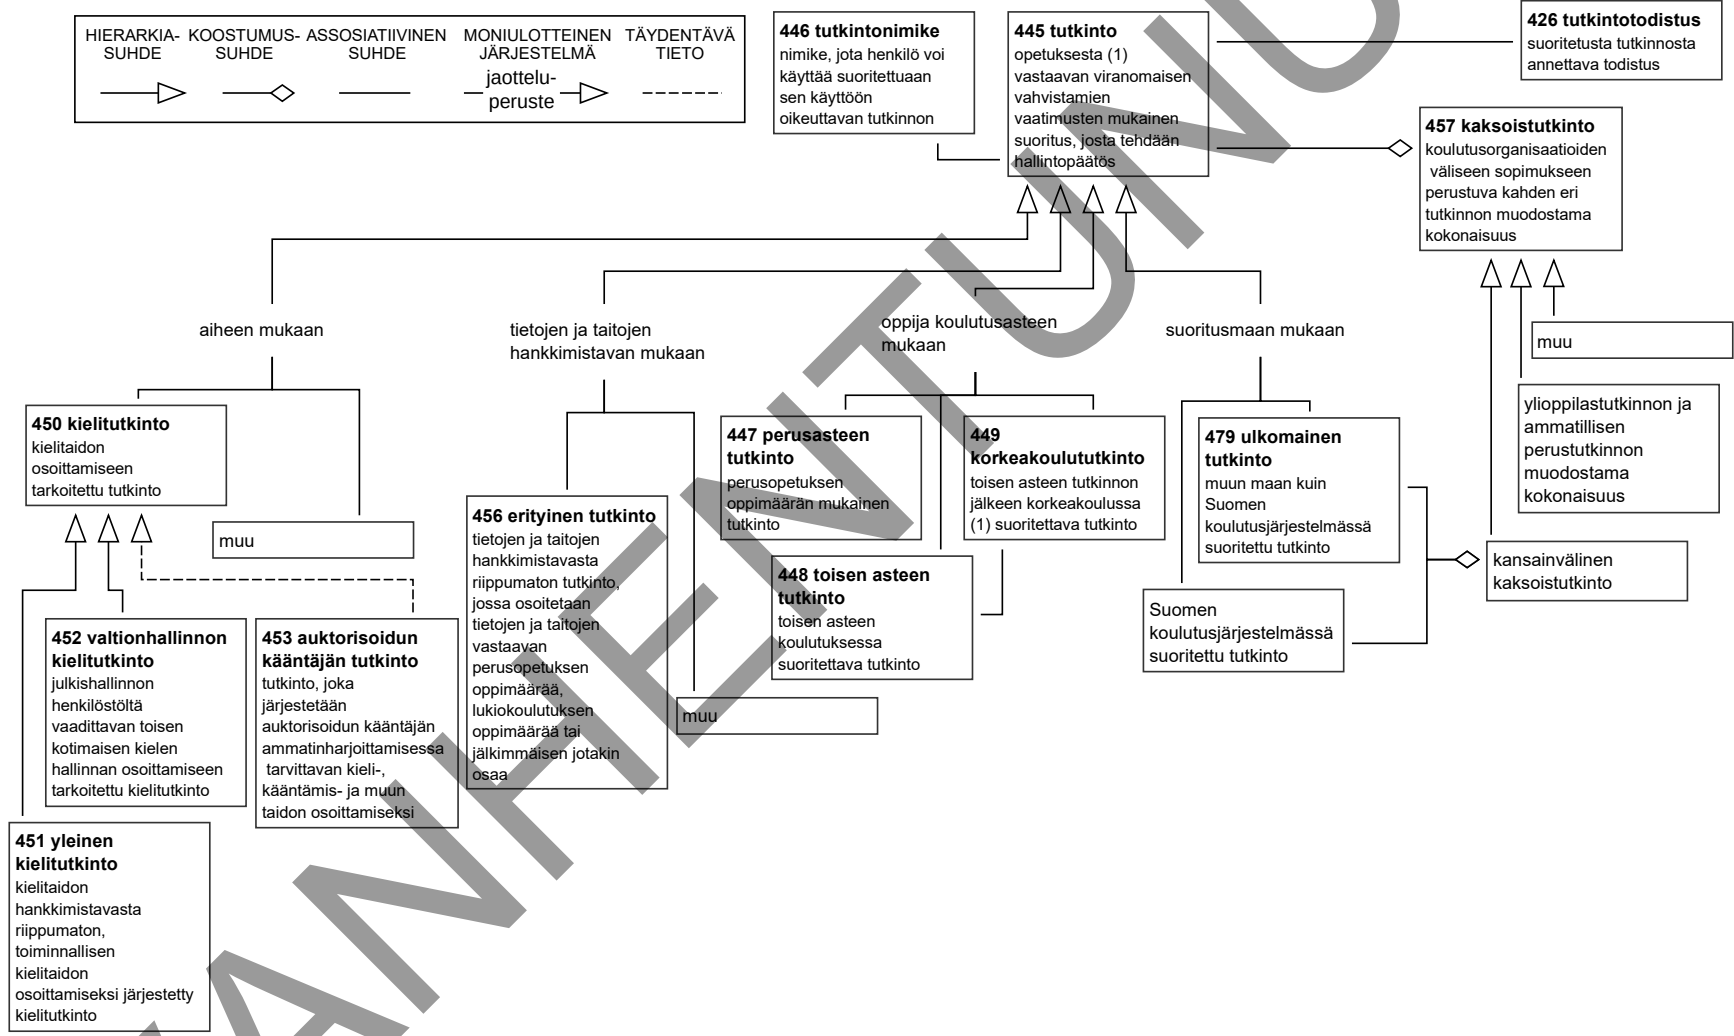 HIERARKIA-
SUHDE
KOOSTUMUS-
SUHDE
ASSOSIATIIVINEN
SUHDE
MONIULOTTEINEN
JÄRJESTELMÄ
jaottelu-
peruste
TÄYDENTÄVÄ
TIETO
446 tutkintonimike
nimike, jota henkilö voi
käyttää suoritettuaan
sen käyttöön
oikeuttavan tutkinnon
445 tutkinto
opetuksesta (1)
vastaavan viranomaisen
vahvistamien
vaatimusten mukainen
suoritus, josta tehdään
hallintopäätös
426 tutkintotodistus
suoritetusta tutkinnosta
annettava todistus
457 kaksoistutkinto
koulutusorganisaatioiden
väliseen sopimukseen
perustuva kahden eri
tutkinnon muodostama
kokonaisuus
aiheen mukaan
tietojen ja taitojen
hankkimistavan mukaan
oppija koulutusasteen
mukaan
suoritusmaan mukaan
muu
ylioppilastutkinnon ja
ammatillisen
perustutkinnon
muodostama
kokonaisuus
450 kielitutkinto
kielitaidon
osoittamiseen
tarkoitettu tutkinto
muu
456 erityinen tutkinto
tietojen ja taitojen
hankkimistavasta
riippumaton tutkinto,
jossa osoitetaan
tietojen ja taitojen
vastaavan
perusopetuksen
oppimäärää,
lukiokoulutuksen
oppimäärää tai
jälkimmäisen jotakin
osaa
muu
447 perusasteen
tutkinto
perusopetuksen
oppimäärän mukainen
tutkinto
449
korkeakoulututkinto
toisen asteen tutkinnon
jälkeen korkeakoulussa
(1) suoritettava tutkinto
448 toisen asteen
tutkinto
toisen asteen
koulutuksessa
suoritettava tutkinto
479 ulkomainen
tutkinto
muun maan kuin
Suomen
koulutusjärjestelmässä
suoritettu tutkinto
Suomen
koulutusjärjestelmässä
suoritettu tutkinto
kansainvälinen
kaksoistutkinto
452 valtionhallinnon
kielitutkinto
julkishallinnon
henkilöstöltä
vaadittavan toisen
kotimaisen kielen
hallinnan osoittamiseen
tarkoitettu kielitutkinto
453 auktorisoidun
kääntäjän tutkinto
tutkinto, joka
järjestetään
auktorisoidun kääntäjän
ammatinharjoittamisessa
tarvittavan kieli-,
kääntämis- ja muun
taidon osoittamiseksi
451 yleinen
kielitutkinto
kielitaidon
hankkimistavasta
riippumaton,
toiminnallisen
kielitaidon
osoittamiseksi järjestetty
kielitutkinto